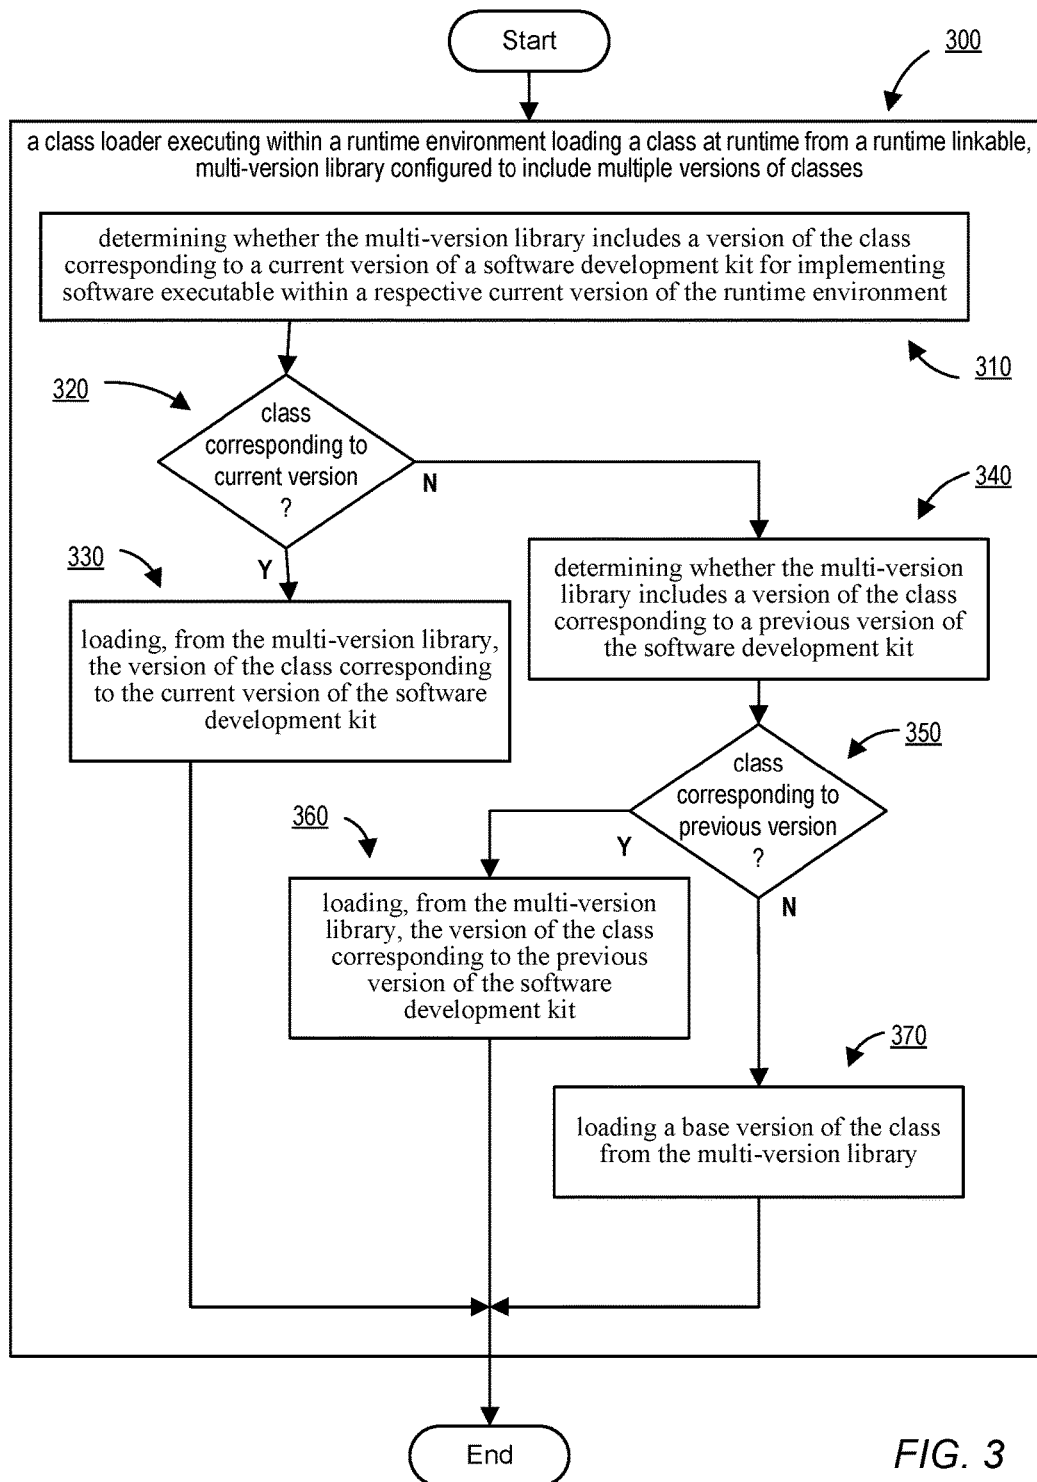 Start
300
a class loader executing within a runtime environment loading a class at runtime from a runtime linkable,
multi-version library configured to include multiple versions of classes
determining whether the multi-version library includes a version of the class
corresponding to a current version of a software development kit for implementing
software executable within a respective current version of the runtime environment
310
320
class
corresponding to
current version
?
N
Y
340
330
determining whether the multi-version
library includes a version of the class
corresponding to a previous version of
the software development kit
loading, from the multi-version library,
the version of the class corresponding
to the current version of the software
development kit
350
class
corresponding to
previous version
?
Y
N
360
loading, from the multi-version
library, the version of the class
corresponding to the previous
version of the software
development kit
370
loading a base version of the class
from the multi-version library
End
FIG. 3